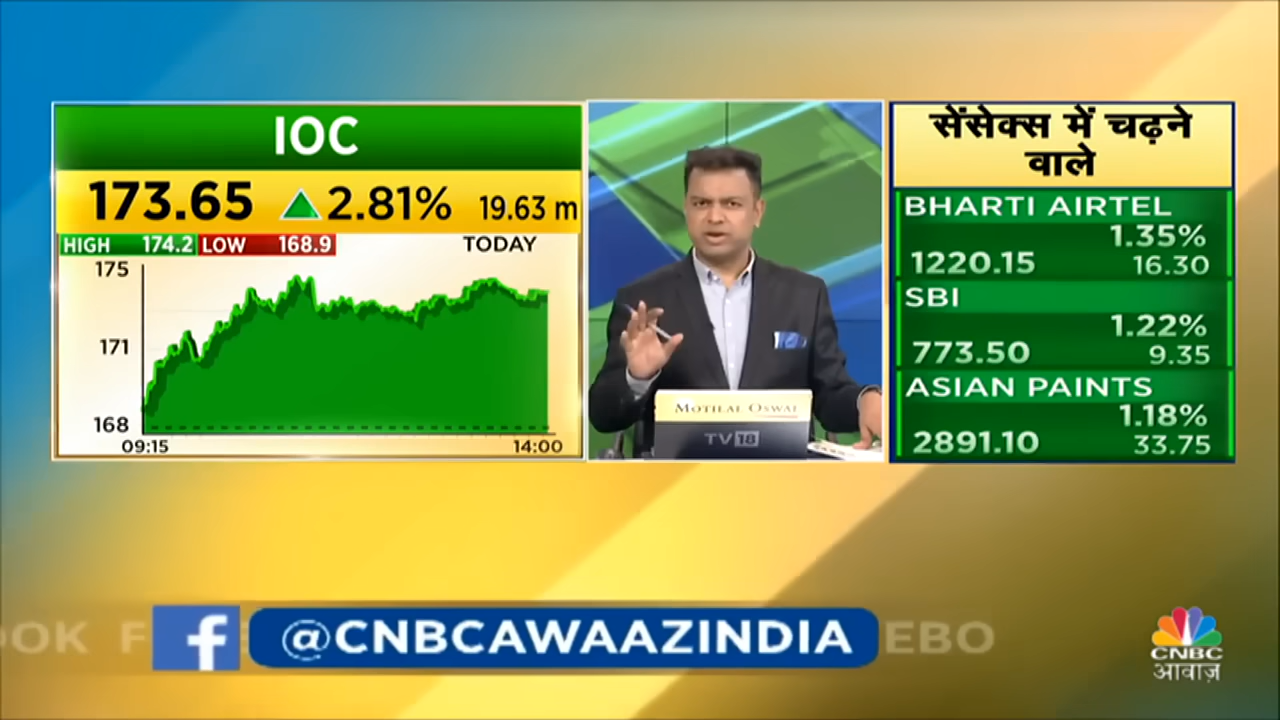 IOC
173.65 ▲ 2.81% 19.63 m
HIGH 174.2 LOW 168.9 TODAY
175
171
168
09:15 14:00
MOTILAL OSWAL
TV18
सेंसेक्स में चढ़ने
वाले
BHARTI AIRTEL
1.35%
1220.15 16.30
SBI
1.22%
773.50 9.35
ASIAN PAINTS
1.18%
2891.10 33.75
OOK F @CNBCAWAAZINDIA EBO
CNBC
आवाज़